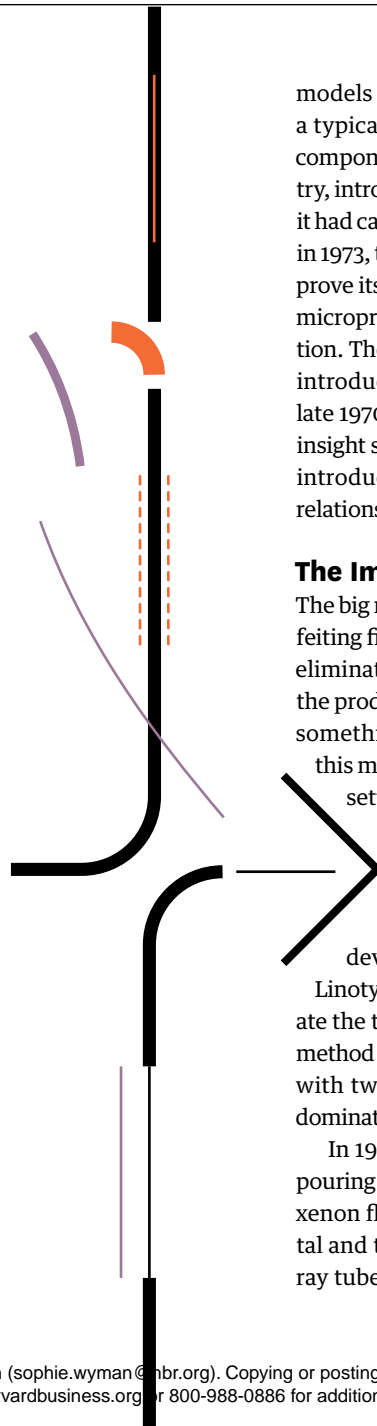 models
a typica
compon
try, intro
it had ca
in 1973, t
prove its
micropr
tion. The
introdu
late 1970
insight s
introdu
relations
The Im
The big r
feiting fi
eliminat
the prod
somethi
this m
set
dev
Linoty
ate the t
method
with tw
dominat
In 19
pouring
xenon fl
tal and t
ray tube
(sophie.wyman@hbr.org). Copying or posting
vardbusiness.org or 800-988-0886 for addition